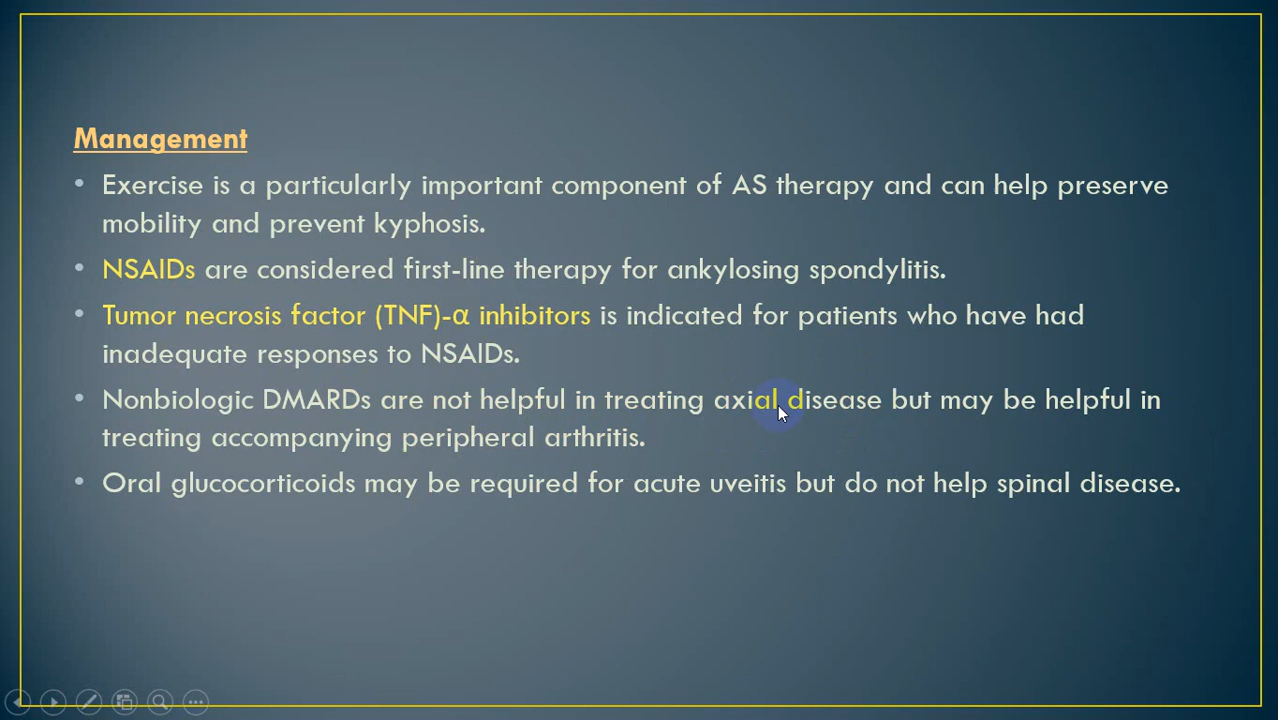 Management
• Exercise is a particularly important component of AS therapy and can help preserve
mobility and prevent kyphosis.
• NSAIDs are considered first-line therapy for ankylosing spondylitis.
• Tumor necrosis factor (TNF)-α inhibitors is indicated for patients who have had
inadequate responses to NSAIDs.
• Nonbiologic DMARDs are not helpful in treating axial disease but may be helpful in
treating accompanying peripheral arthritis.
• Oral glucocorticoids may be required for acute uveitis but do not help spinal disease.